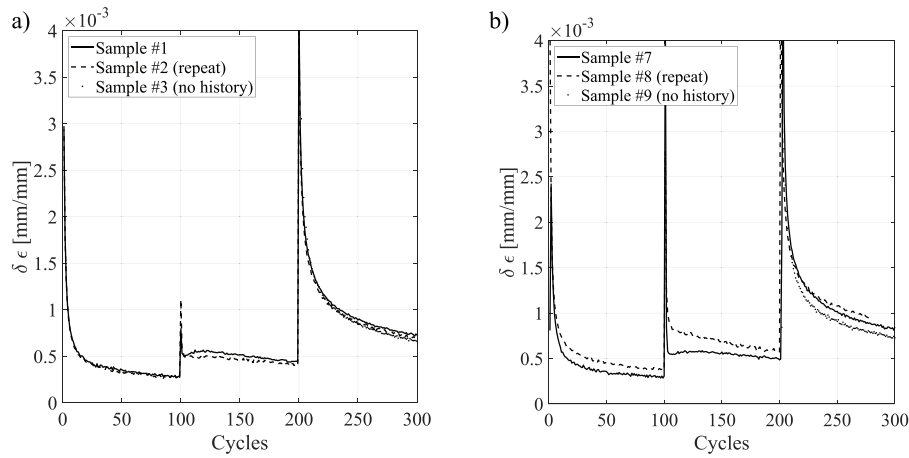 a)
×10⁻³
4
3.5
3
2.5
2
1.5
1
0.5
0
δ ϵ [mm/mm]
Sample #1
Sample #2 (repeat)
Sample #3 (no history)
0 50 100 150 200 250 300
Cycles
b)
×10⁻³
4
3.5
3
2.5
2
1.5
1
0.5
0
δ ϵ [mm/mm]
Sample #7
Sample #8 (repeat)
Sample #9 (no history)
0 50 100 150 200 250 300
Cycles